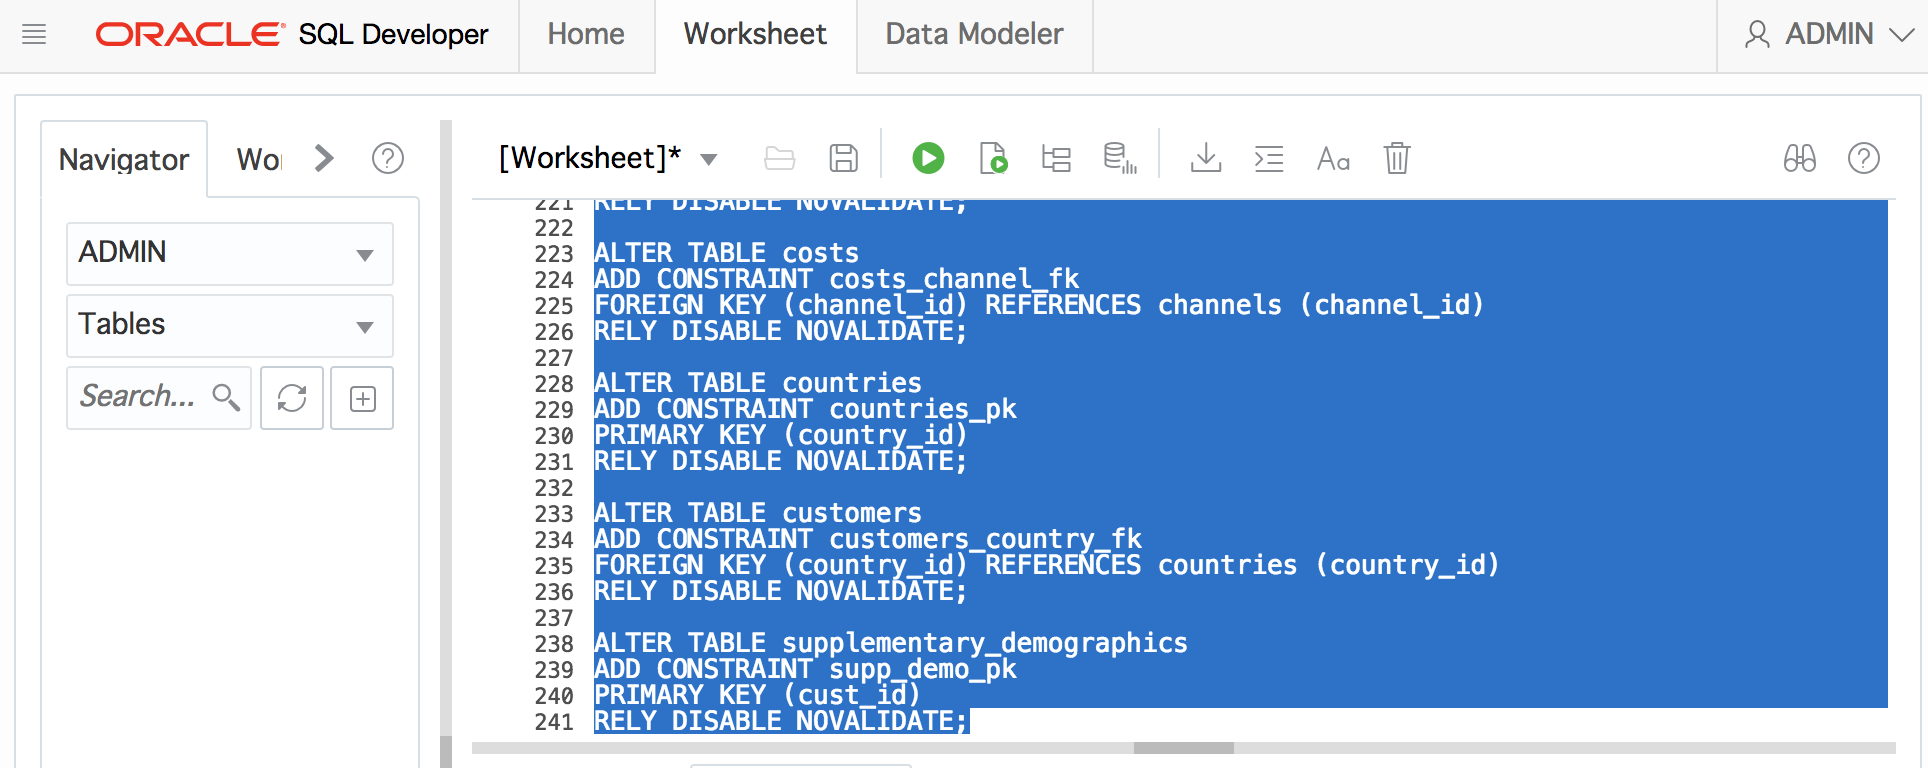 ORACLE SQL Developer Home Worksheet Data Modeler ADMIN
Navigator
[Worksheet]*
ADMIN
Tables
Search...
221 RELY DISABLE NOVALIDATE;
222
223 ALTER TABLE costs
224 ADD CONSTRAINT costs_channel_fk
225 FOREIGN KEY (channel_id) REFERENCES channels (channel_id)
226 RELY DISABLE NOVALIDATE;
227
228 ALTER TABLE countries
229 ADD CONSTRAINT countries_pk
230 PRIMARY KEY (country_id)
231 RELY DISABLE NOVALIDATE;
232
233 ALTER TABLE customers
234 ADD CONSTRAINT customers_country_fk
235 FOREIGN KEY (country_id) REFERENCES countries (country_id)
236 RELY DISABLE NOVALIDATE;
237
238 ALTER TABLE supplementary_demographics
239 ADD CONSTRAINT supp_demo_pk
240 PRIMARY KEY (cust_id)
241 RELY DISABLE NOVALIDATE;